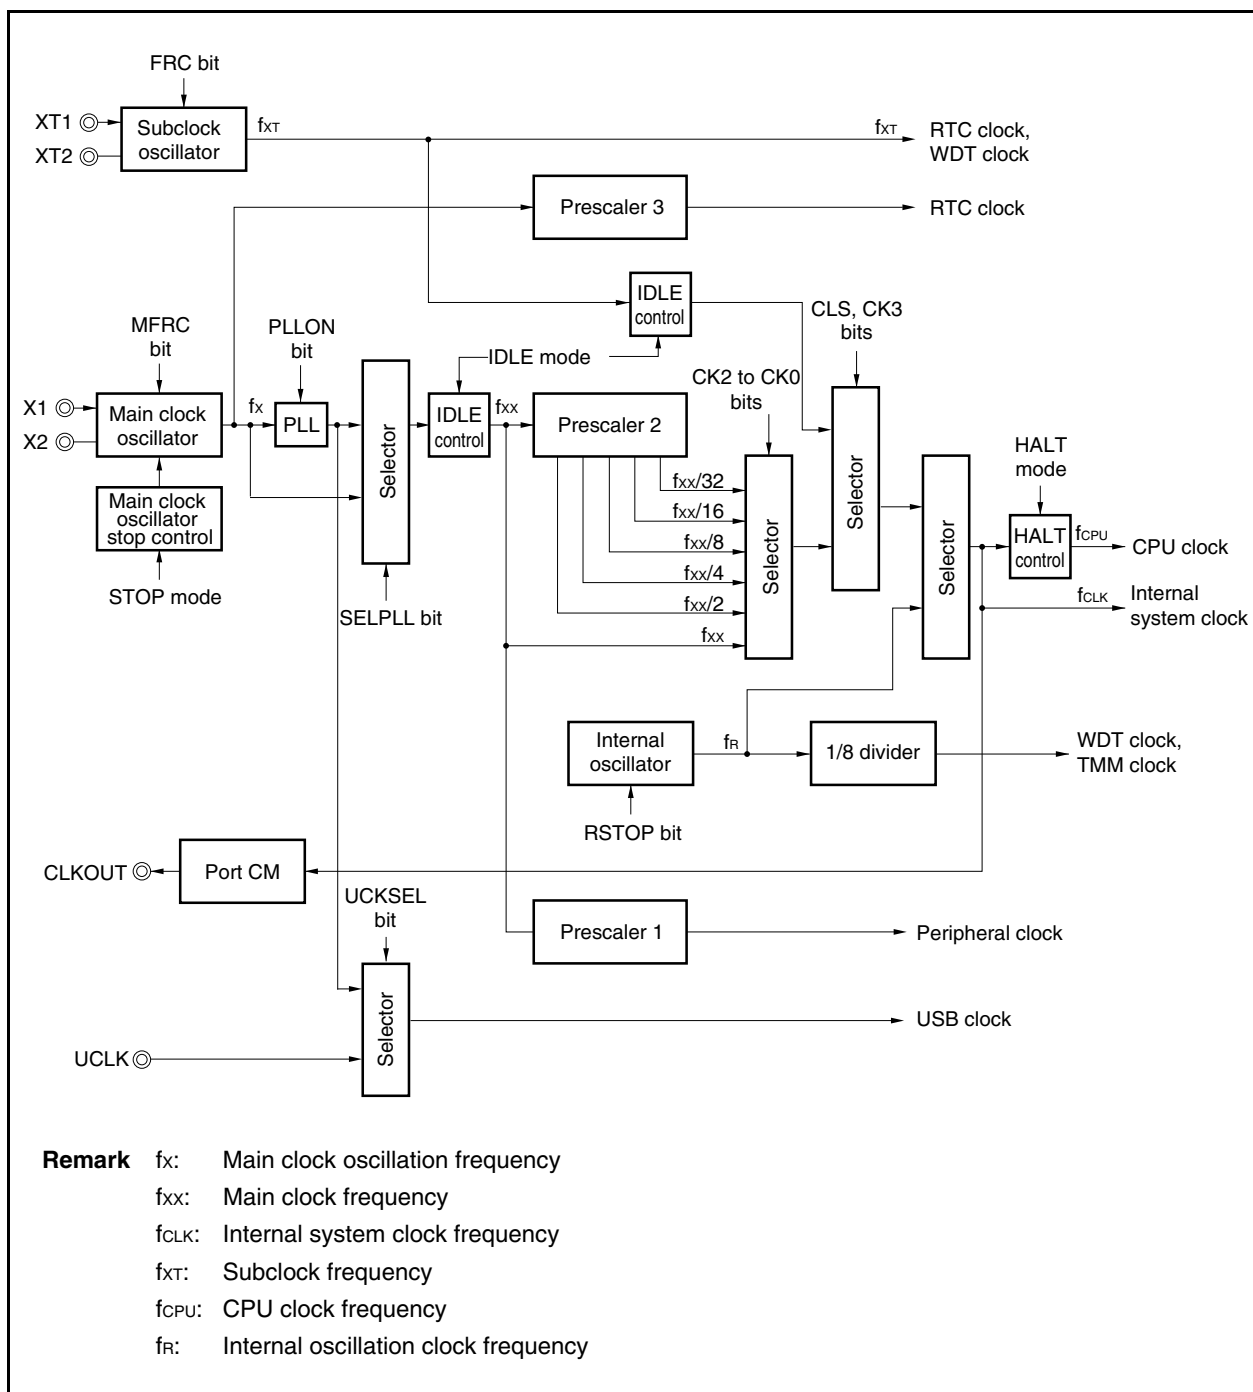 FRC bit
XT1
XT2
Subclock
oscillator
fXT
fXT
RTC clock,
WDT clock
Prescaler 3
RTC clock
IDLE
control
MFRC
bit
PLLON
bit
IDLE mode
CLS, CK3
bits
CK2 to CK0
bits
X1
X2
Main clock
oscillator
fX
PLL
Selector
IDLE
control
fXX
Prescaler 2
Main clock
oscillator
stop control
STOP mode
SELPLL bit
fXX/32
fXX/16
fXX/8
fXX/4
fXX/2
fXX
Selector
Selector
Selector
HALT
mode
HALT
control
fCPU
CPU clock
fCLK
Internal
system clock
Internal
oscillator
fR
1/8 divider
WDT clock,
TMM clock
RSTOP bit
CLKOUT
Port CM
UCKSEL
bit
Prescaler 1
Peripheral clock
Selector
USB clock
UCLK
Remark fX: Main clock oscillation frequency
fXX: Main clock frequency
fCLK: Internal system clock frequency
fXT: Subclock frequency
fCPU: CPU clock frequency
fR: Internal oscillation clock frequency